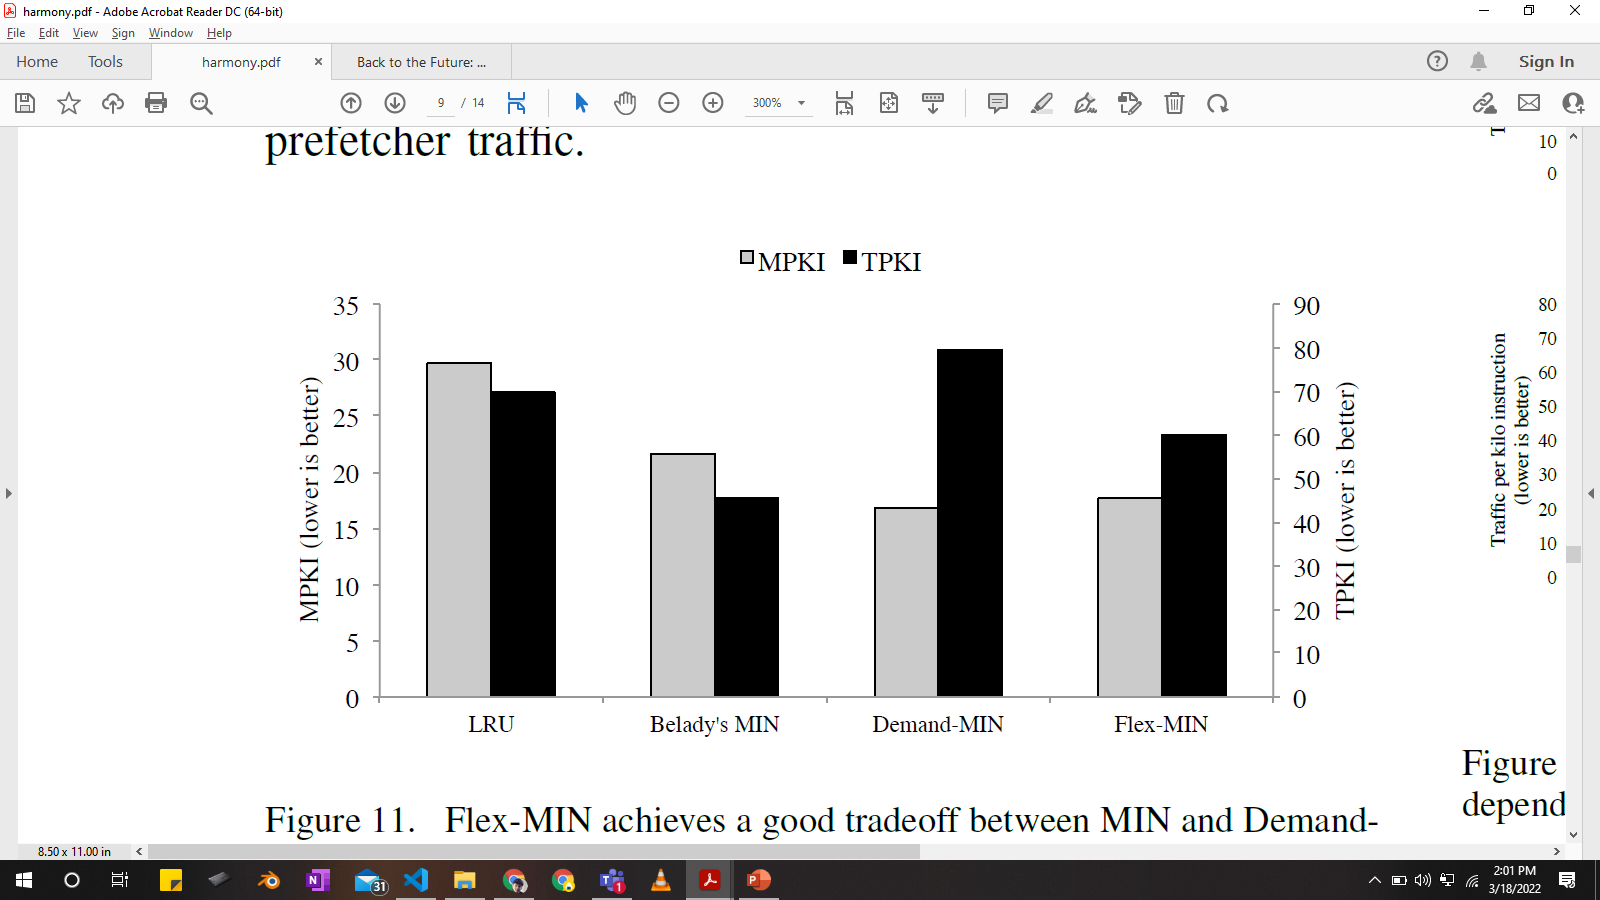 harmony.pdf - Adobe Acrobat Reader DC (64-bit)
File Edit View Sign Window Help
Home Tools harmony.pdf × Back to the Future: ... Sign In
9 / 14 300%
prefetcher traffic.
10
0
MPKI TPKI
MPKI (lower is better)
35
30
25
20
15
10
5
0
90
80
70
60
50
40
30
20
10
0
TPKI (lower is better)
LRU Belady's MIN Demand-MIN Flex-MIN
Figure 11. Flex-MIN achieves a good tradeoff between MIN and Demand-
Traffic per kilo instruction
(lower is better)
80
70
60
50
40
30
20
10
0
Figure
depend
8.50 x 11.00 in
31
1
2:01 PM
3/18/2022